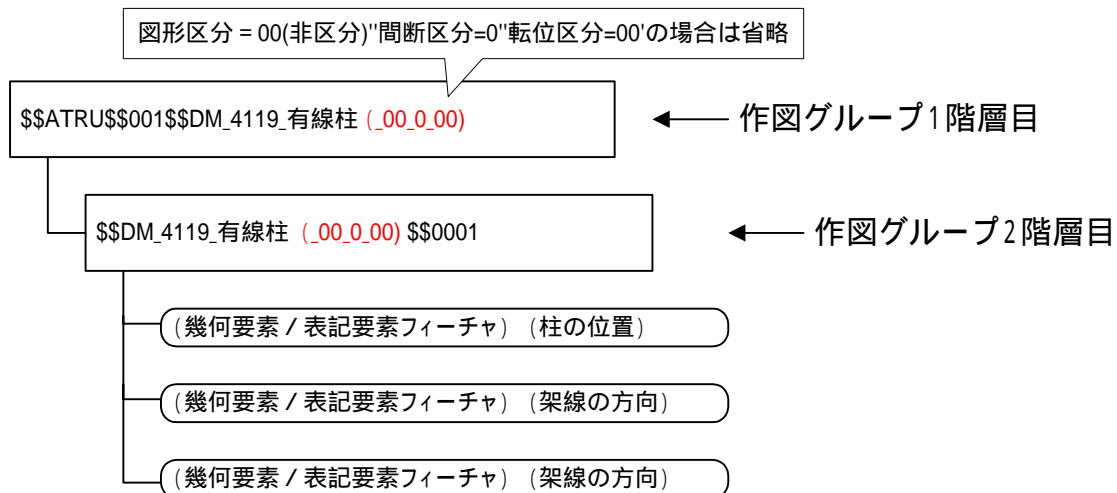 図形区分 = 00(非区分)"間断区分=0"転位区分=00'の場合は省略
$$ATRU$$001$$DM_4119_有線柱 (_00_0_00)
作図グループ1階層目
$$DM_4119_有線柱 (_00_0_00) $$0001
作図グループ2階層目
(幾何要素 / 表記要素フィーチャ) (柱の位置)
(幾何要素 / 表記要素フィーチャ) (架線の方向)
(幾何要素 / 表記要素フィーチャ) (架線の方向)